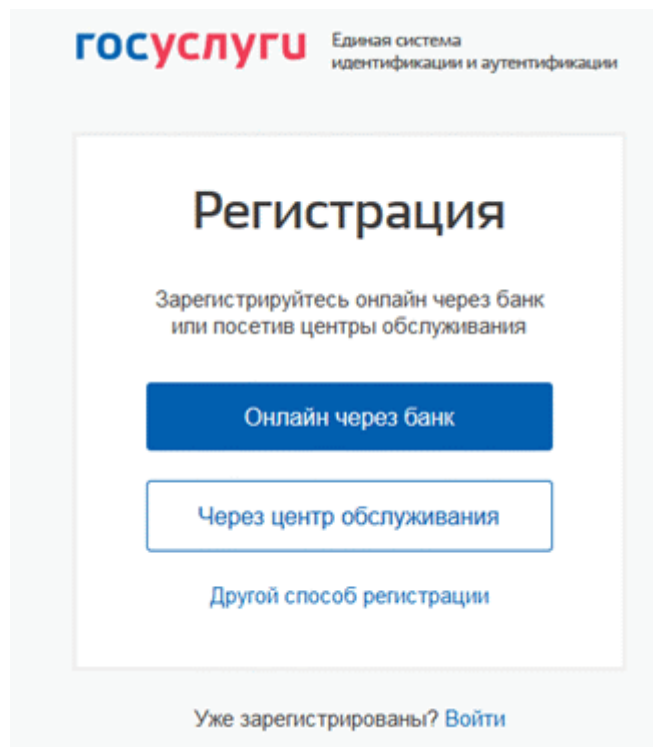 госуслуги
Единая система
идентификации и аутентификации
Регистрация
Зарегистрируйтесь онлайн через банк
или посетив центры обслуживания
Онлайн через банк
Через центр обслуживания
Другой способ регистрации
Уже зарегистрированы? Войти